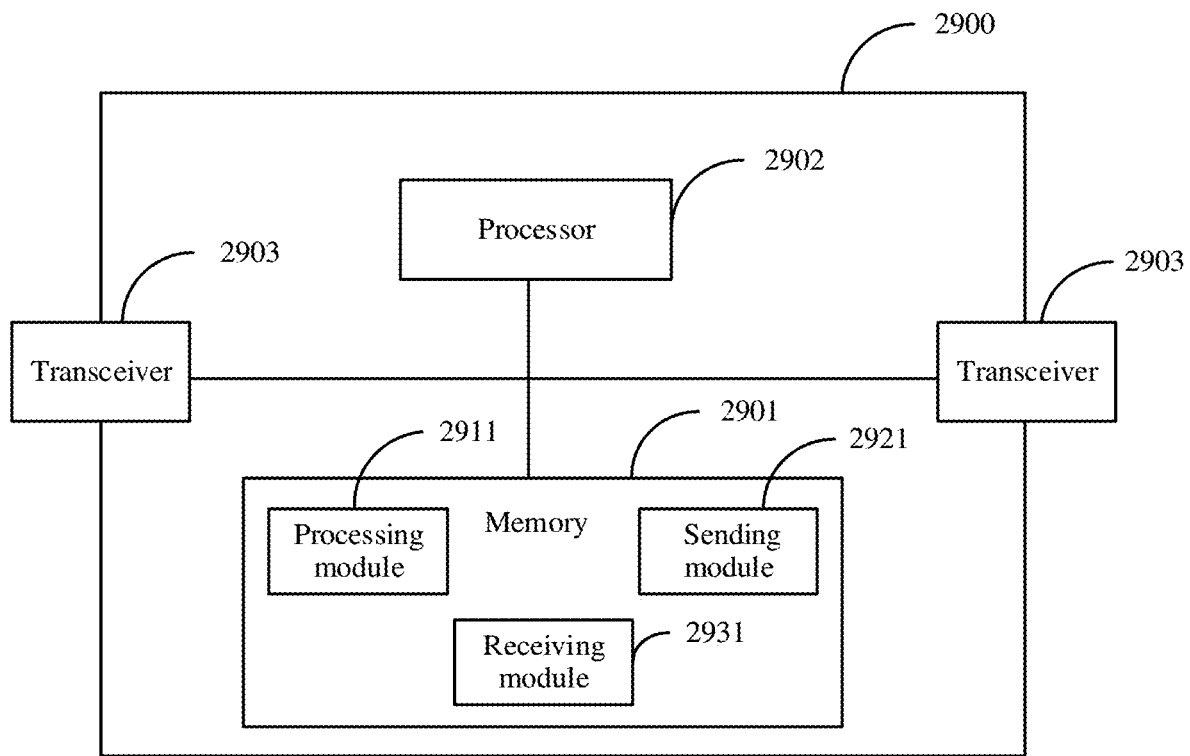 2900
2902
Processor
2903
2903
Transceiver
Transceiver
2911
2901
2921
Memory
Processing
module
Sending
module
2931
Receiving
module